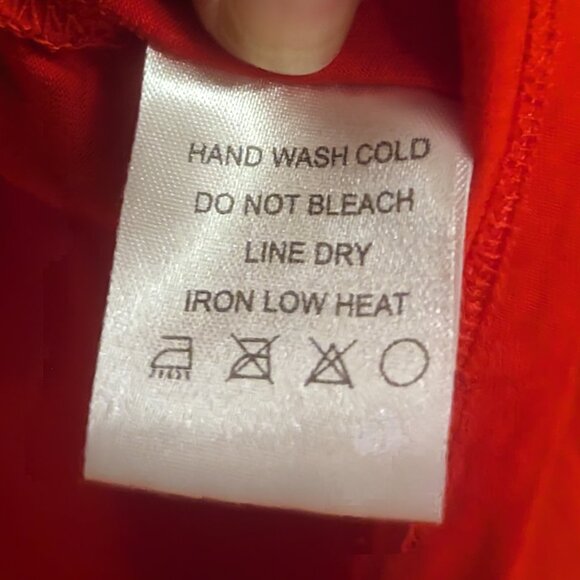 HAND WASH COLD
DO NOT BLEACH
LINE DRY
IRON LOW HEAT